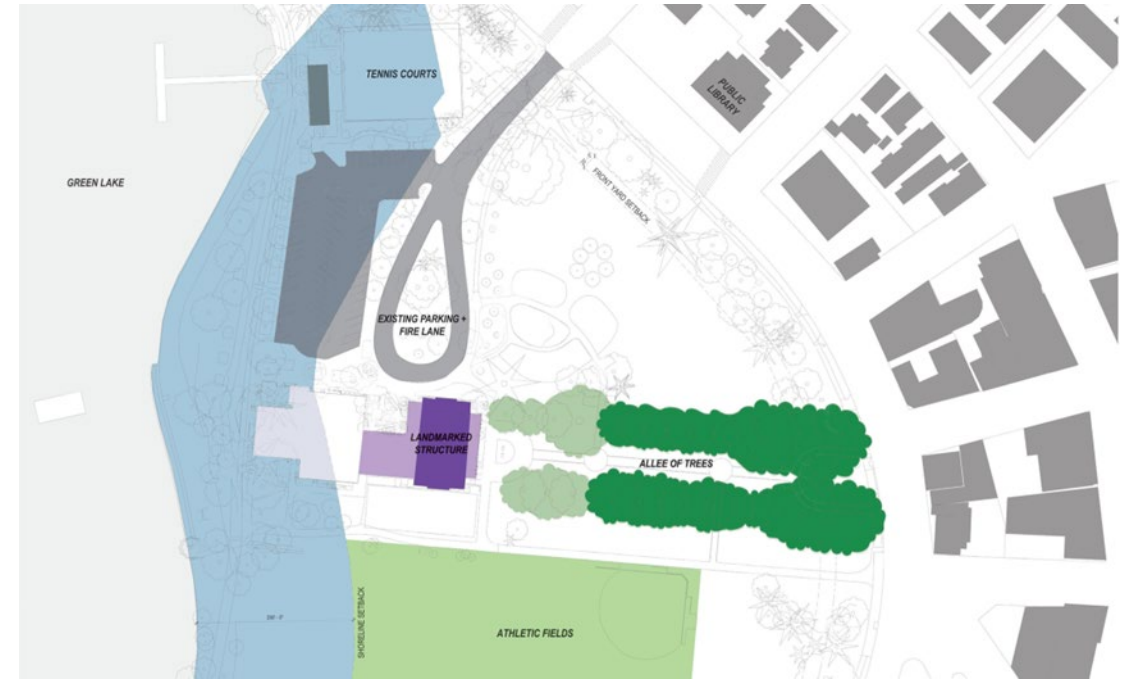 TENNIS COURTS
PUBLIC
LIBRARY
GREEN LAKE
FRONT YARD SETBACK
EXISTING PARKING +
FIRE LANE
LANDMARKED
STRUCTURE
ALLEE OF TREES
SHORELINE SETBACK
ATHLETIC FIELDS